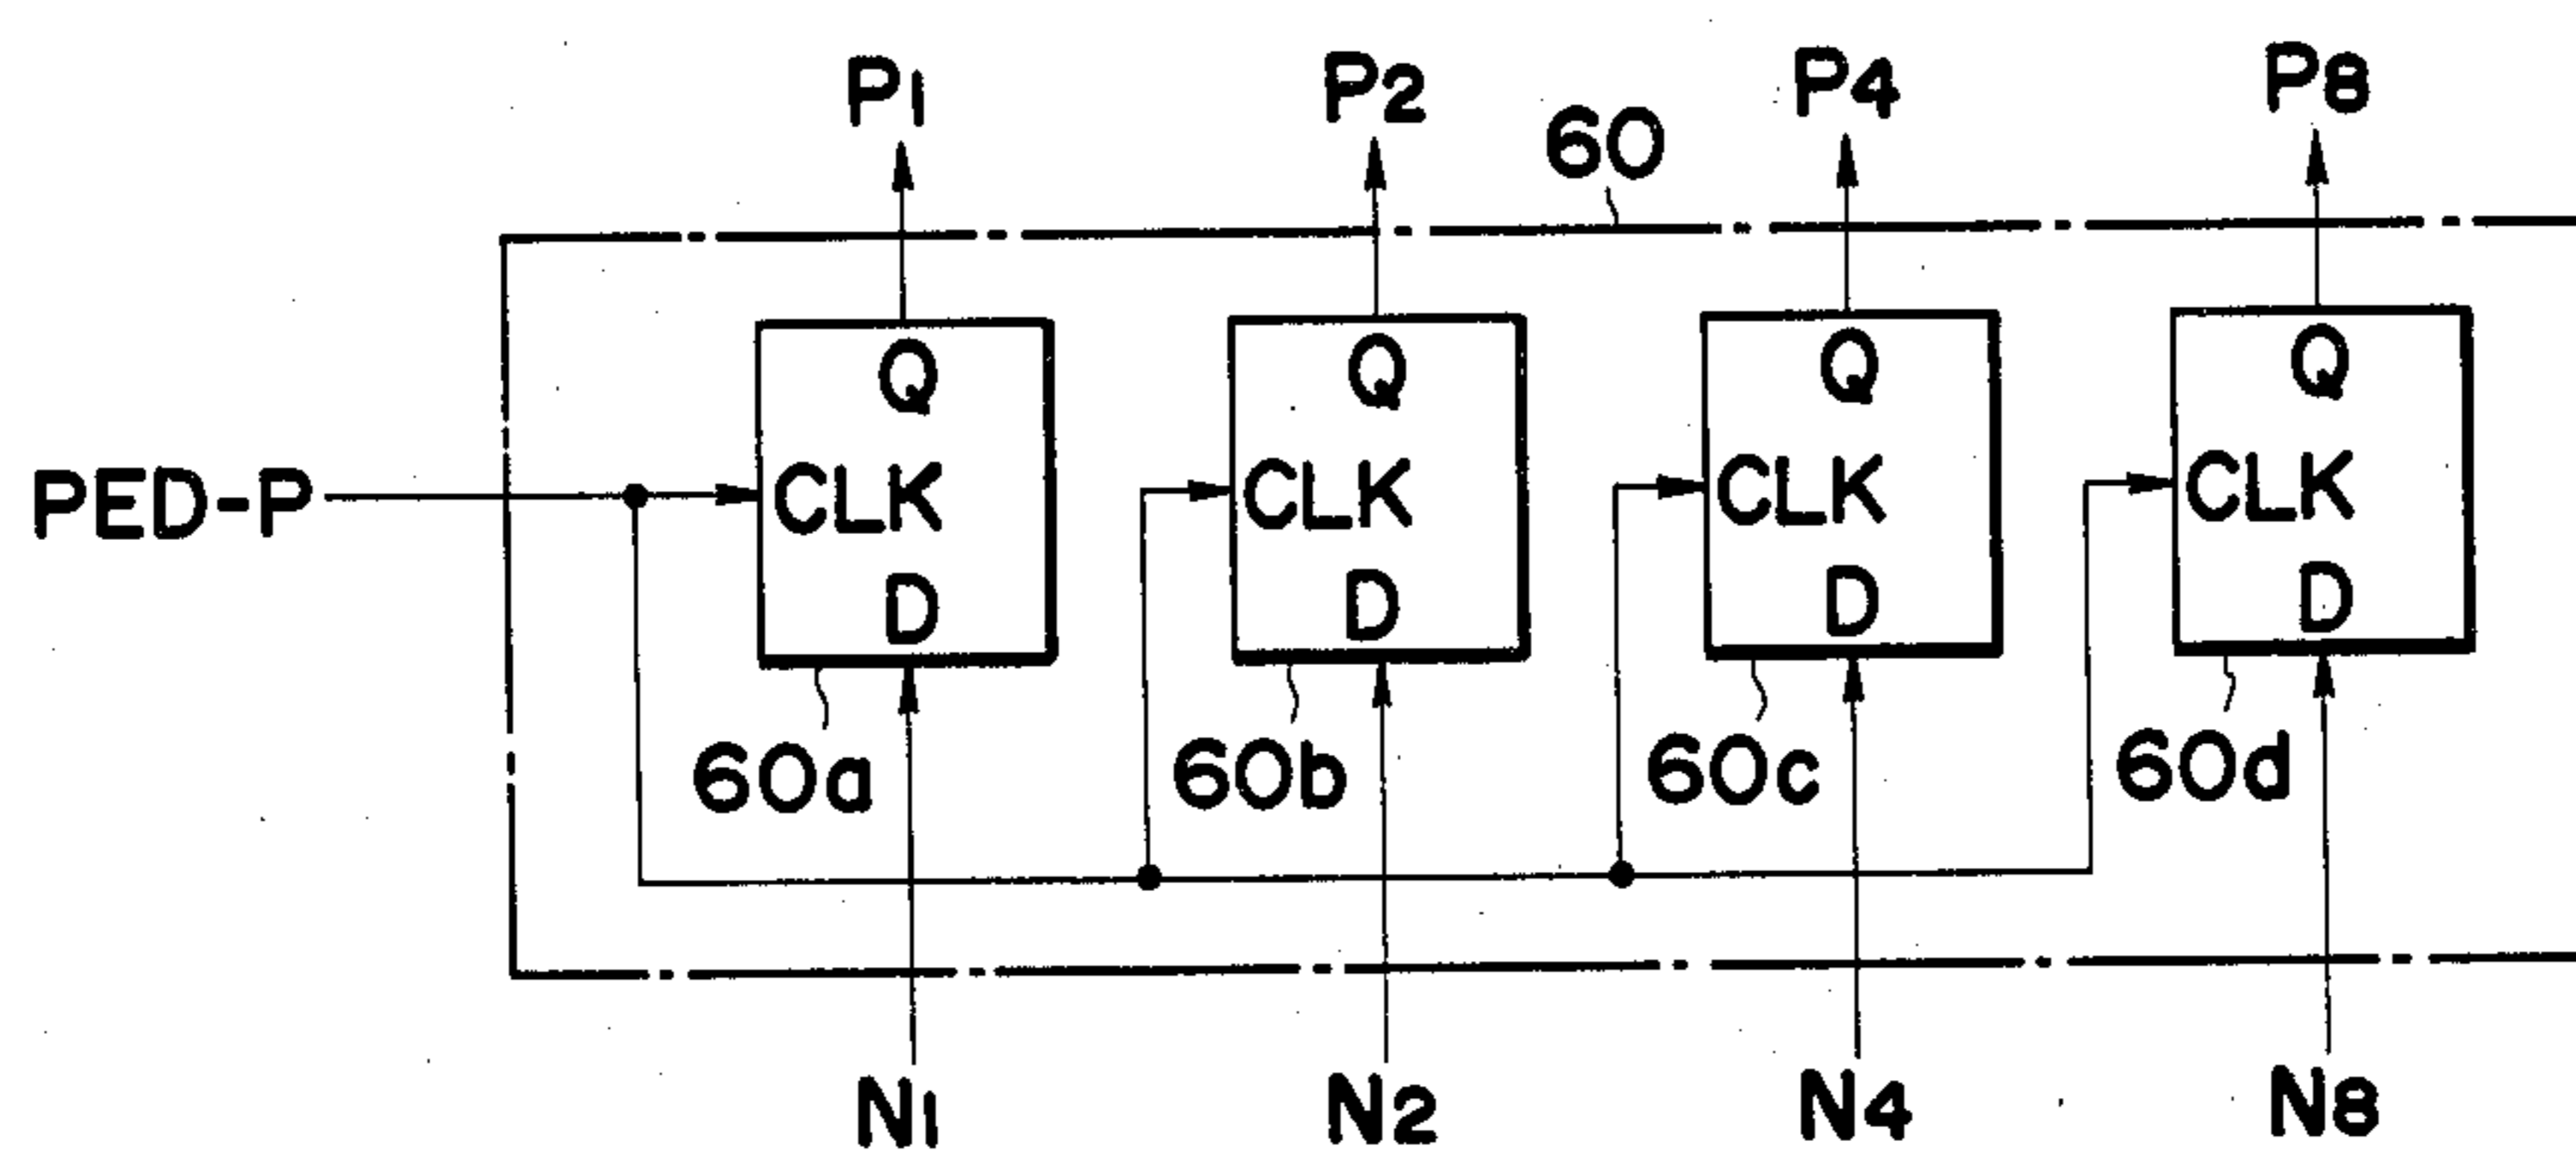 P1 P2 P4 P8
60
Q Q Q Q
PED-P CLK CLK CLK CLK
D D D D
60a 60b 60c 60d
N1 N2 N4 N8